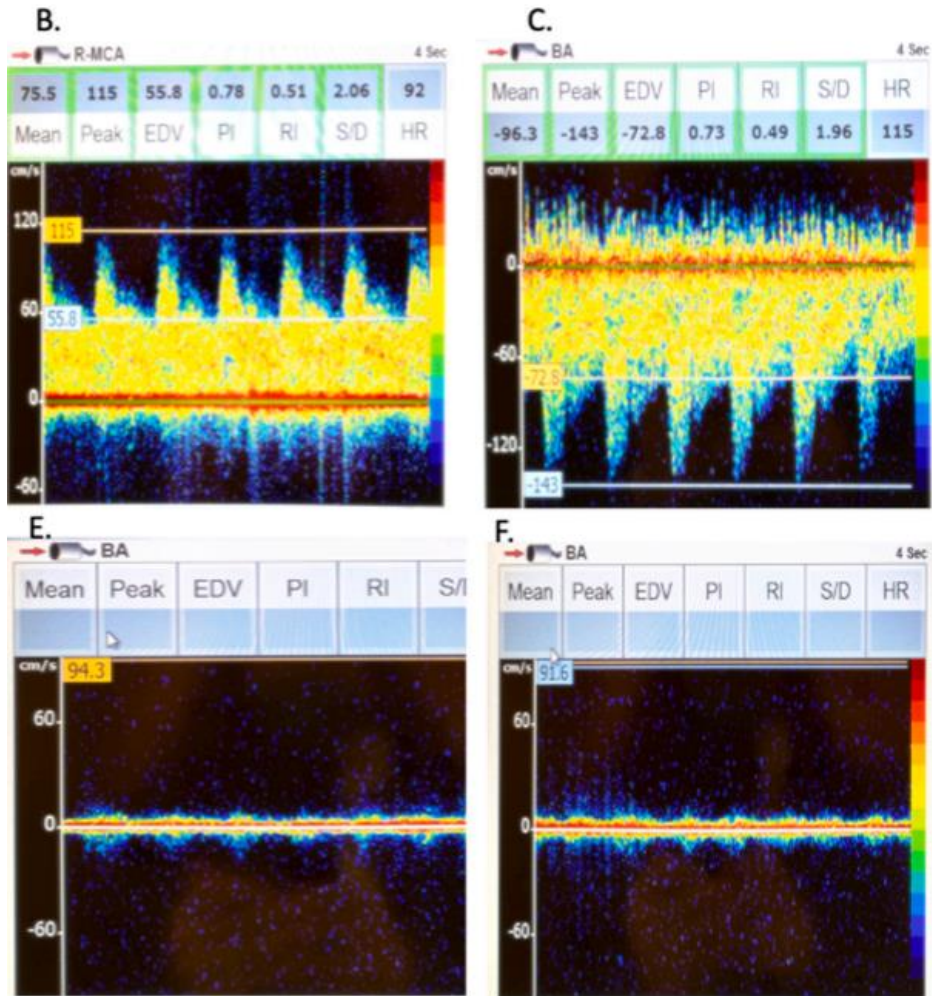 B.
R-MCA 4 Sec
75.5 115 55.8 0.78 0.51 2.06 92
Mean Peak EDV PI RI S/D HR
cm/s
120
115
60
55.8
0
-60
C.
BA 4 Sec
Mean Peak EDV PI RI S/D HR
-96.3 -143 -72.8 0.73 0.49 1.96 115
cm/s
0
-60
-72.8
-120
-143
E.
BA
Mean Peak EDV PI RI S/
cm/s
94.3
60
0
-60
F.
BA 4 Sec
Mean Peak EDV PI RI S/D HR
cm/s
91.6
60
0
-60